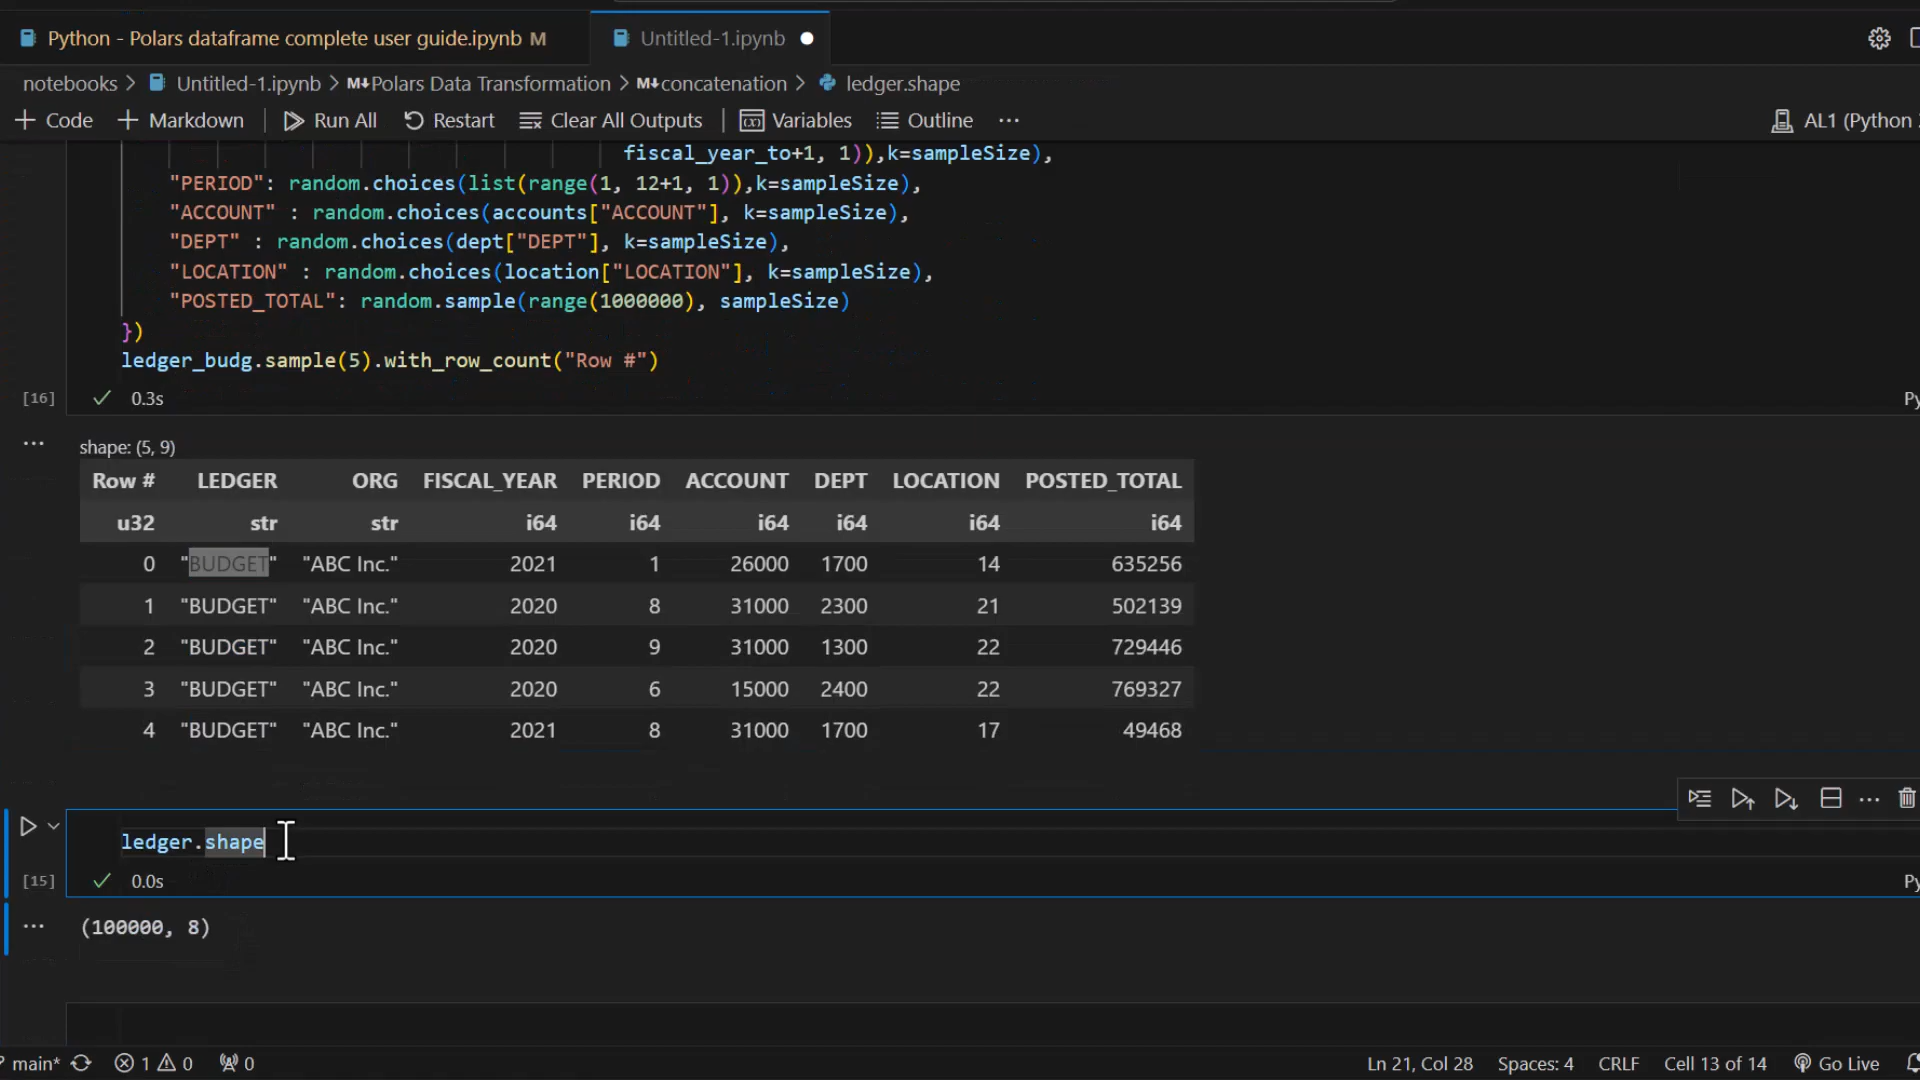 Python - Polars dataframe complete user guide.ipynb M Untitled-1.ipynb
notebooks > Untitled-1.ipynb > M↓Polars Data Transformation > M↓concatenation > ledger.shape
+ Code + Markdown Run All Restart Clear All Outputs Variables Outline ··· AL1 (Python
fiscal_year_to+1, 1)),k=sampleSize),
"PERIOD": random.choices(list(range(1, 12+1, 1)),k=sampleSize),
"ACCOUNT" : random.choices(accounts["ACCOUNT"], k=sampleSize),
"DEPT" : random.choices(dept["DEPT"], k=sampleSize),
"LOCATION" : random.choices(location["LOCATION"], k=sampleSize),
"POSTED_TOTAL": random.sample(range(1000000), sampleSize)
})
ledger_budg.sample(5).with_row_count("Row #")
[16] 0.3s Py
shape: (5, 9)
Row # LEDGER ORG FISCAL_YEAR PERIOD ACCOUNT DEPT LOCATION POSTED_TOTAL
u32 str str i64 i64 i64 i64 i64 i64
0 "BUDGET" "ABC Inc." 2021 1 26000 1700 14 635256
1 "BUDGET" "ABC Inc." 2020 8 31000 2300 21 502139
2 "BUDGET" "ABC Inc." 2020 9 31000 1300 22 729446
3 "BUDGET" "ABC Inc." 2020 6 15000 2400 22 769327
4 "BUDGET" "ABC Inc." 2021 8 31000 1700 17 49468
ledger.shape
[15] 0.0s Py
(100000, 8)
main* 1 0 0 Ln 21, Col 28 Spaces: 4 CRLF Cell 13 of 14 Go Live